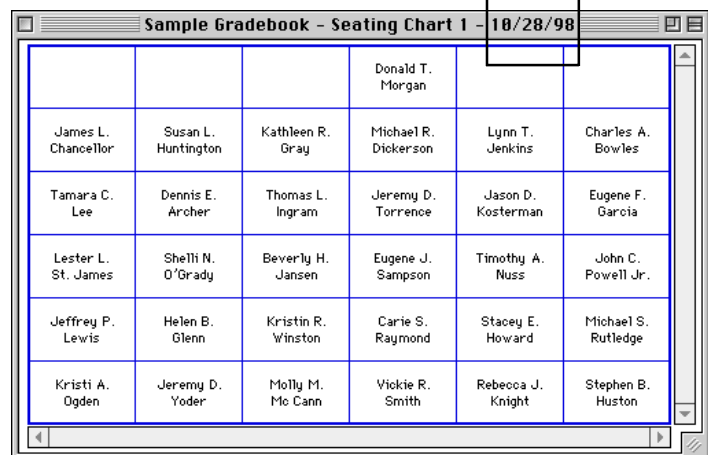 Sample Gradebook - Seating Chart 1 - 10/28/98
Donald T.
Morgan
James L.
Chancellor
Susan L.
Huntington
Kathleen R.
Gray
Michael R.
Dickerson
Lynn T.
Jenkins
Charles A.
Bowles
Tamara C.
Lee
Dennis E.
Archer
Thomas L.
Ingram
Jeremy D.
Torrence
Jason D.
Kosterman
Eugene F.
Garcia
Lester L.
St. James
Shelli N.
O'Grady
Beverly H.
Jansen
Eugene J.
Sampson
Timothy A.
Nuss
John C.
Powell Jr.
Jeffrey P.
Lewis
Helen B.
Glenn
Kristin R.
Winston
Carie S.
Raymond
Stacey E.
Howard
Michael S.
Rutledge
Kristi A.
Ogden
Jeremy D.
Yoder
Molly M.
Mc Cann
Vickie R.
Smith
Rebecca J.
Knight
Stephen B.
Huston